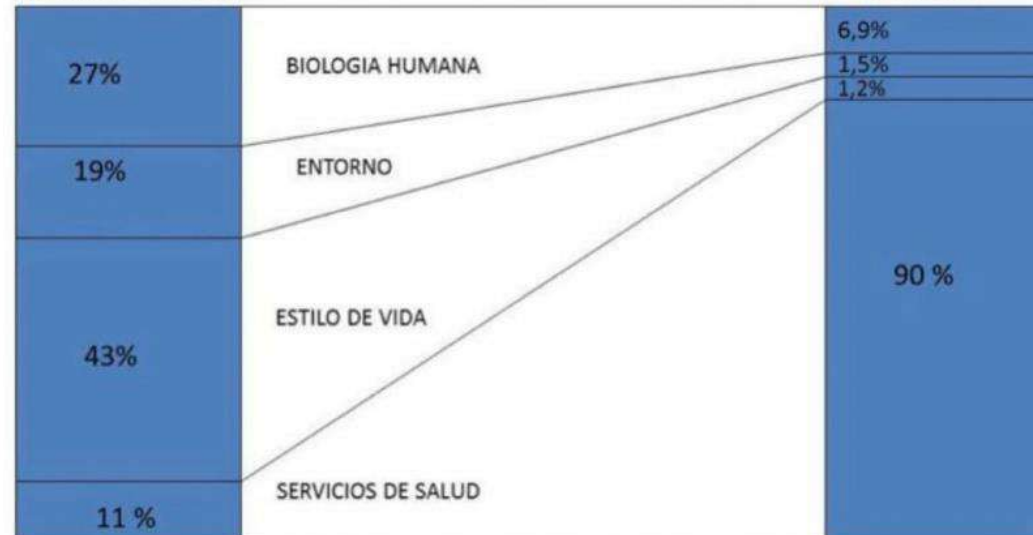 27%
BIOLOGIA HUMANA
6,9%
1,5%
1,2%
19%
ENTORNO
90 %
ESTILO DE VIDA
43%
SERVICIOS DE SALUD
11 %